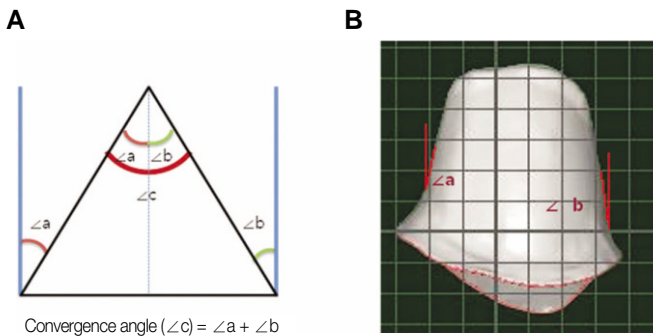 A
B
∠a ∠b
∠c
∠a
∠b
Convergence angle (∠c) = ∠a + ∠b
∠a
∠ b